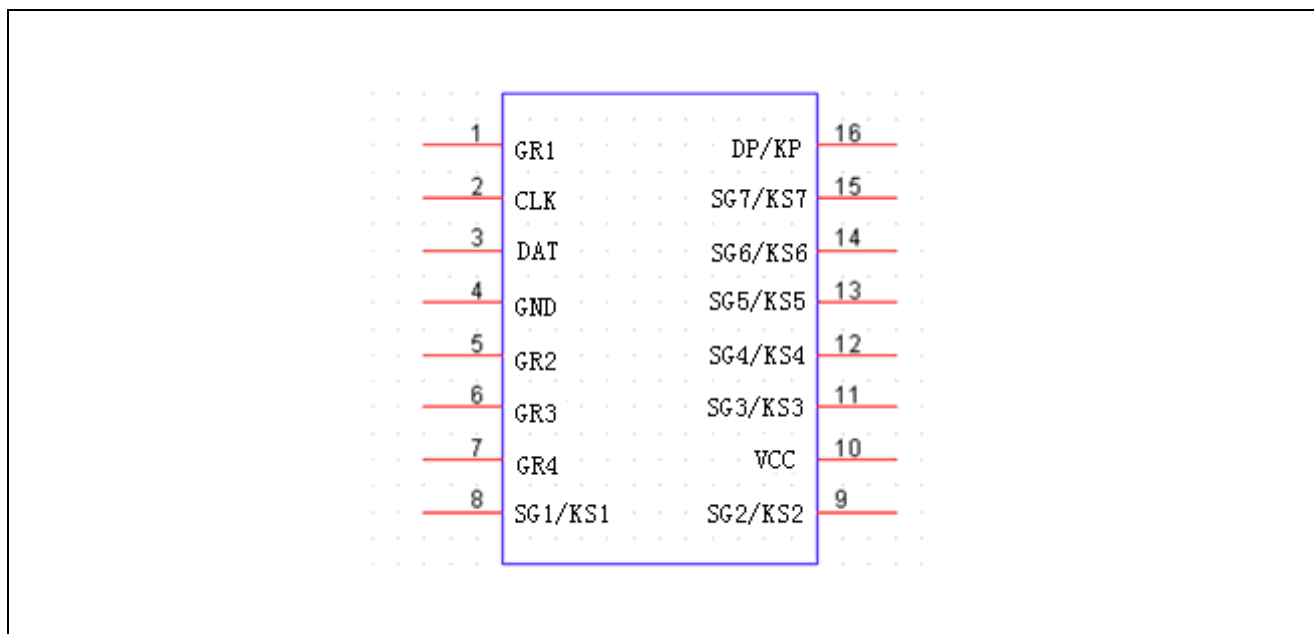 1 GR1 DP/KP 16
2 CLK SG7/KS7 15
3 DAT SG6/KS6 14
4 GND SG5/KS5 13
5 GR2 SG4/KS4 12
6 GR3 SG3/KS3 11
7 GR4 VCC 10
8 SG1/KS1 SG2/KS2 9